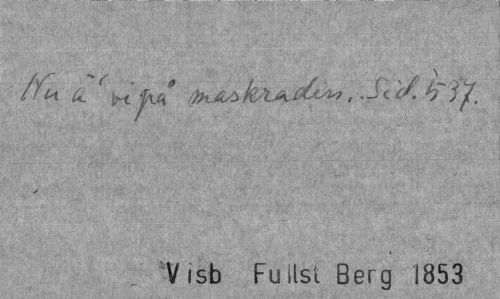 Nu ä' vi på maskraden. Sid. 537.
Visb Fullst Berg 1853